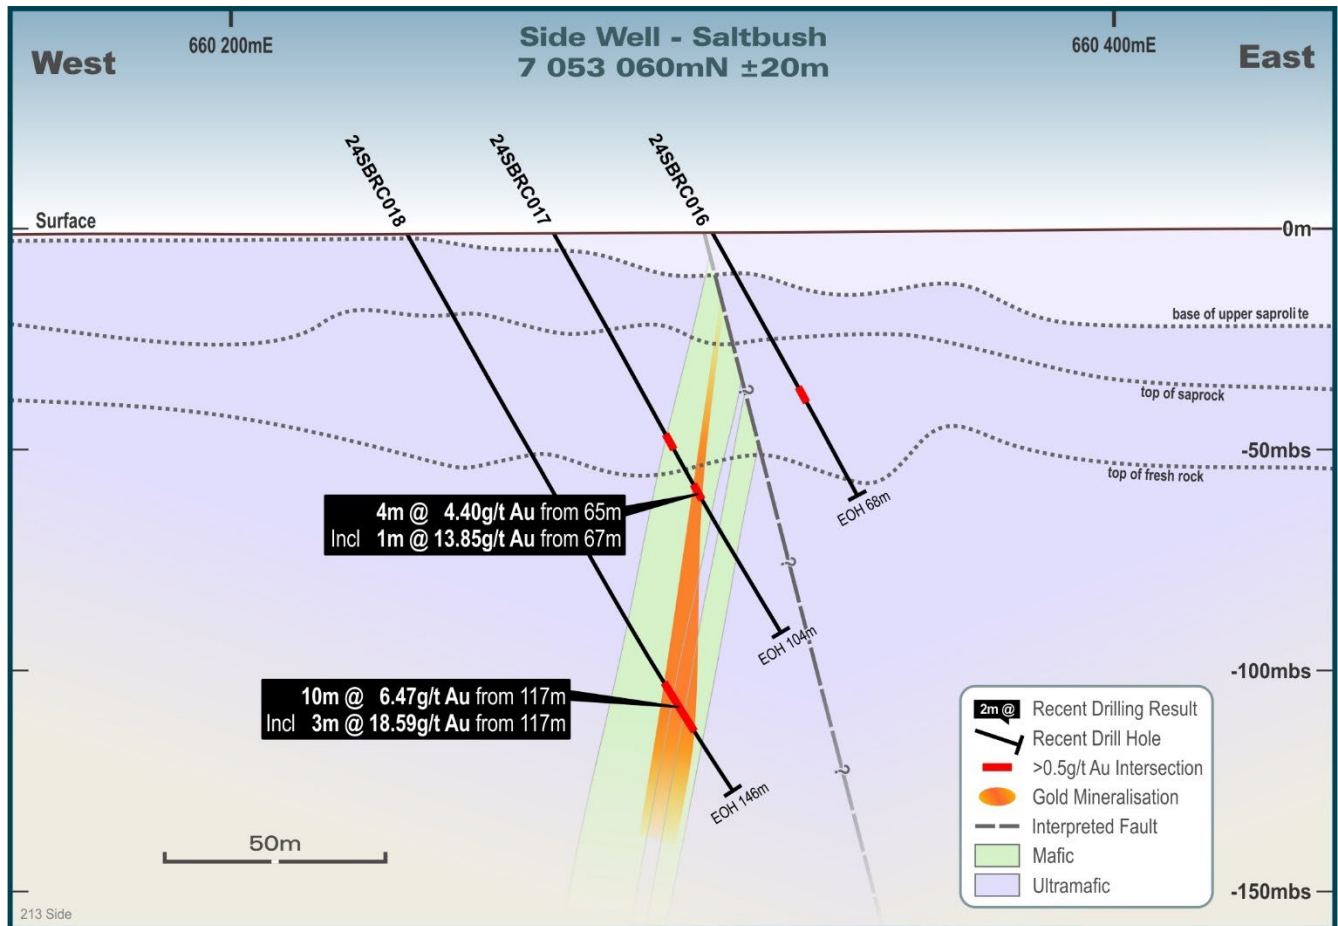 660 200mE
Side Well - Saltbush
7 053 060mN ±20m
660 400mE
West
East
24SBRC018
24SBRC017
24SBRC016
Surface
0m
base of upper saprolite
top of saprock
?
-50mbs
top of fresh rock
EOH 68m
4m @ 4.40g/t Au from 65m
Incl 1m @ 13.85g/t Au from 67m
?
EOH 104m
-100mbs
10m @ 6.47g/t Au from 117m
Incl 3m @ 18.59g/t Au from 117m
?
EOH 146m
2m @ Recent Drilling Result
Recent Drill Hole
>0.5g/t Au Intersection
Gold Mineralisation
Interpreted Fault
Mafic
Ultramafic
50m
-150mbs
213 Side